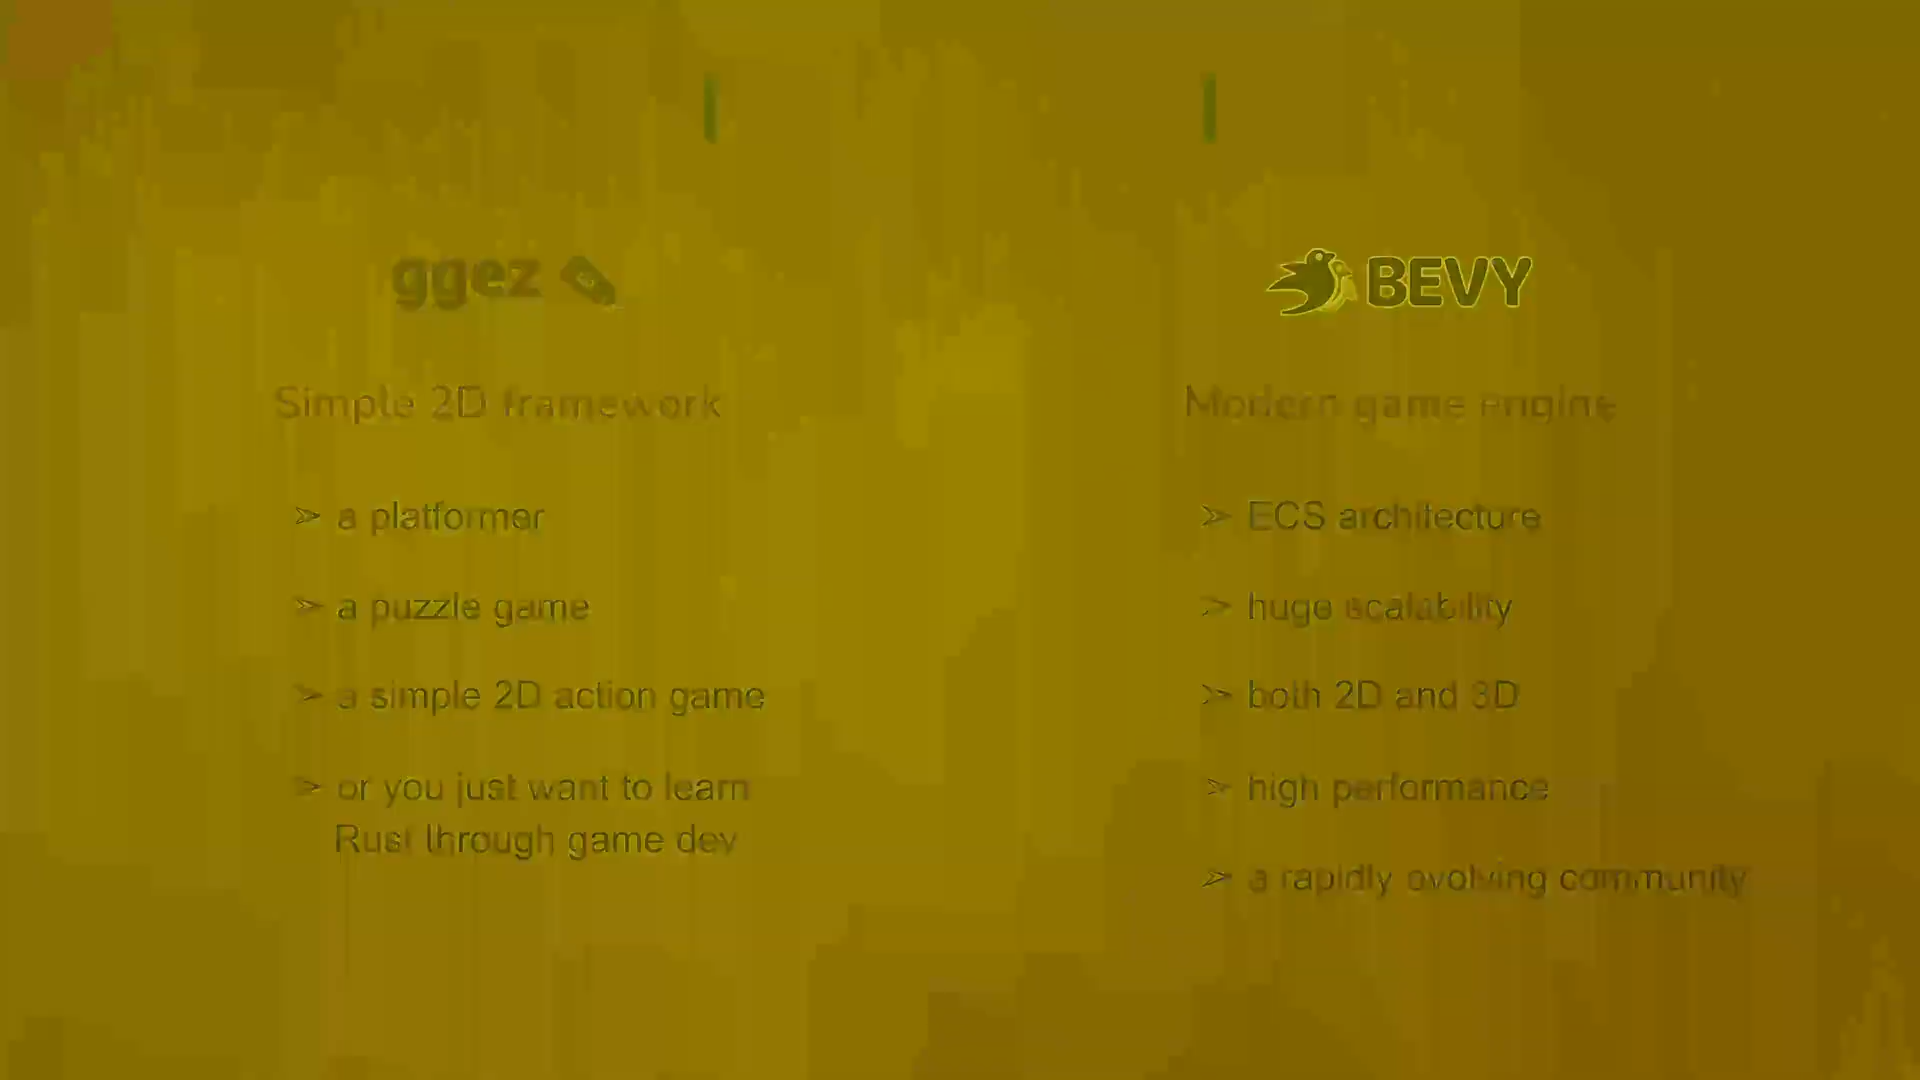 ggez
Simple 2D framework
➢ a platformer
➢ a puzzle game
➢ a simple 2D action game
➢ or you just want to learn
Rust through game dev
BEVY
Modern game engine
➢ ECS architecture
➢ huge scalability
➢ both 2D and 3D
➢ high performance
➢ a rapidly evolving community